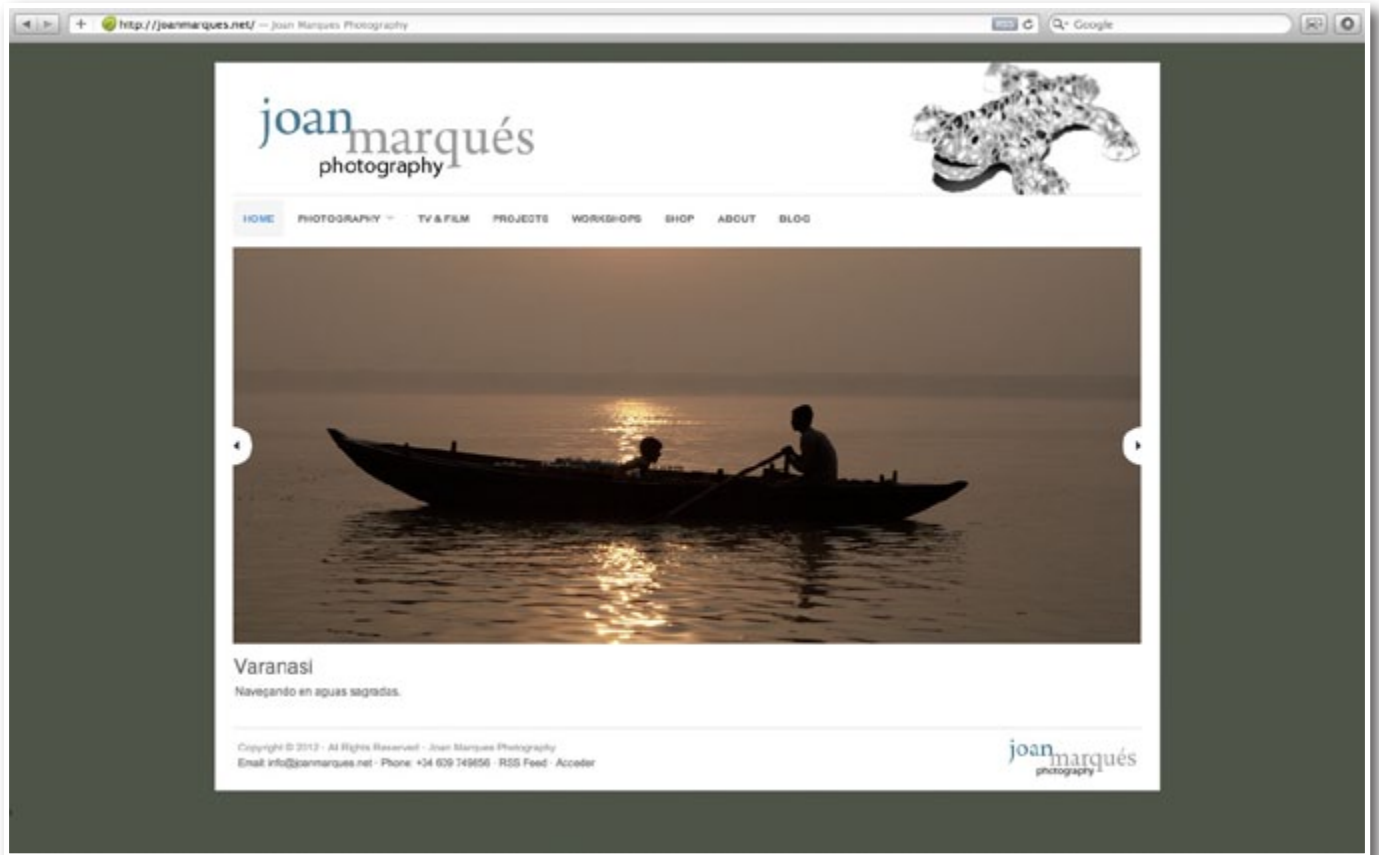 http://joanmarques.net/ — Joan Marques Photography
RSS
Google
joan
marqués
photography
HOME PHOTOGRAPHY TV & FILM PROJECTS WORKSHOPS SHOP ABOUT BLOG
Varanasi
Navegando en aguas sagradas.
Copyright © 2012 · All Rights Reserved · Joan Marques Photography
Email: info@joanmarques.net · Phone: +34 609 · RSS Feed · Acceder
joan
marqués
photography